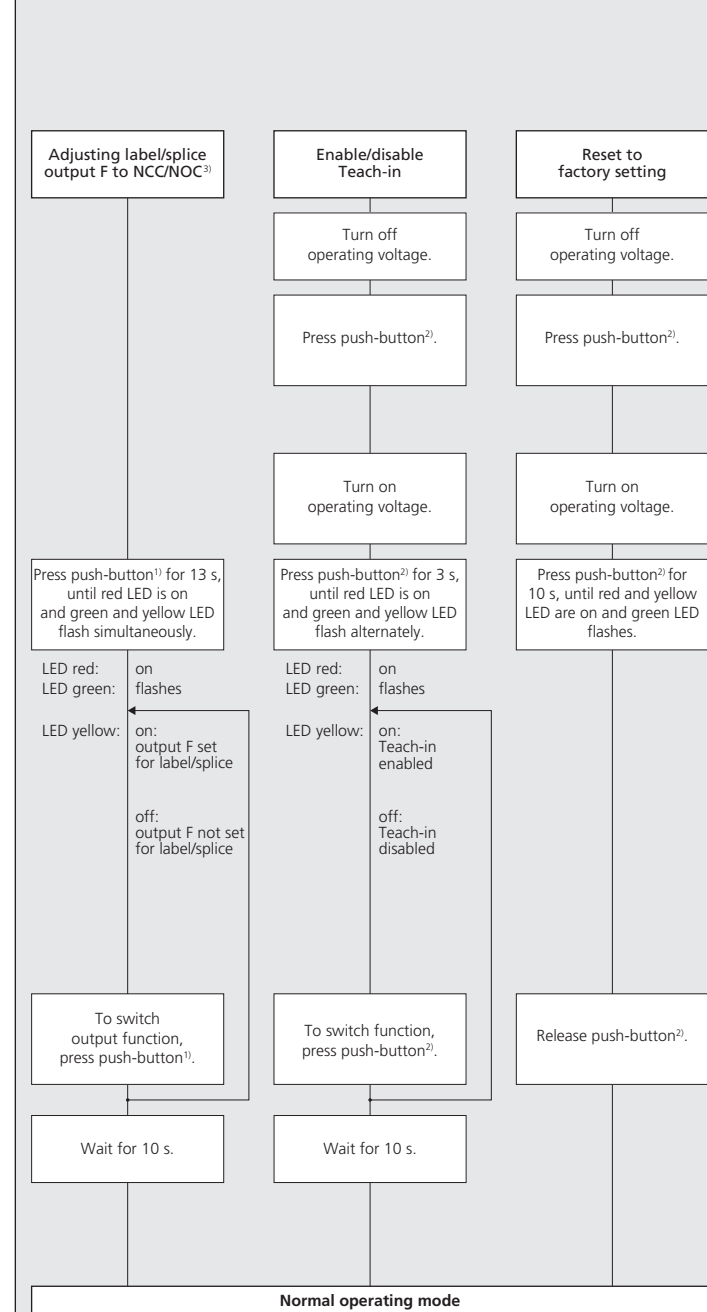 Adjusting label/splice
output F to NCC/NOC3)
Enable/disable
Teach-in
Reset to
factory setting
Turn off
operating voltage.
Turn off
operating voltage.
Press push-button2).
Press push-button2).
Turn on
operating voltage.
Turn on
operating voltage.
Press push-button1) for 13 s,
until red LED is on
and green and yellow LED
flash simultaneously.
Press push-button2) for 3 s,
until red LED is on
and green and yellow LED
flash alternately.
Press push-button2) for
10 s, until red and yellow
LED are on and green LED
flashes.
LED red: on
LED green: flashes
LED yellow: on:
output F set
for label/splice
off:
output F not set
for label/splice
LED red: on
LED green: flashes
LED yellow: on:
Teach-in
enabled
off:
Teach-in
disabled
To switch
output function,
press push-button1).
To switch function,
press push-button2).
Release push-button2).
Wait for 10 s.
Wait for 10 s.
Normal operating mode